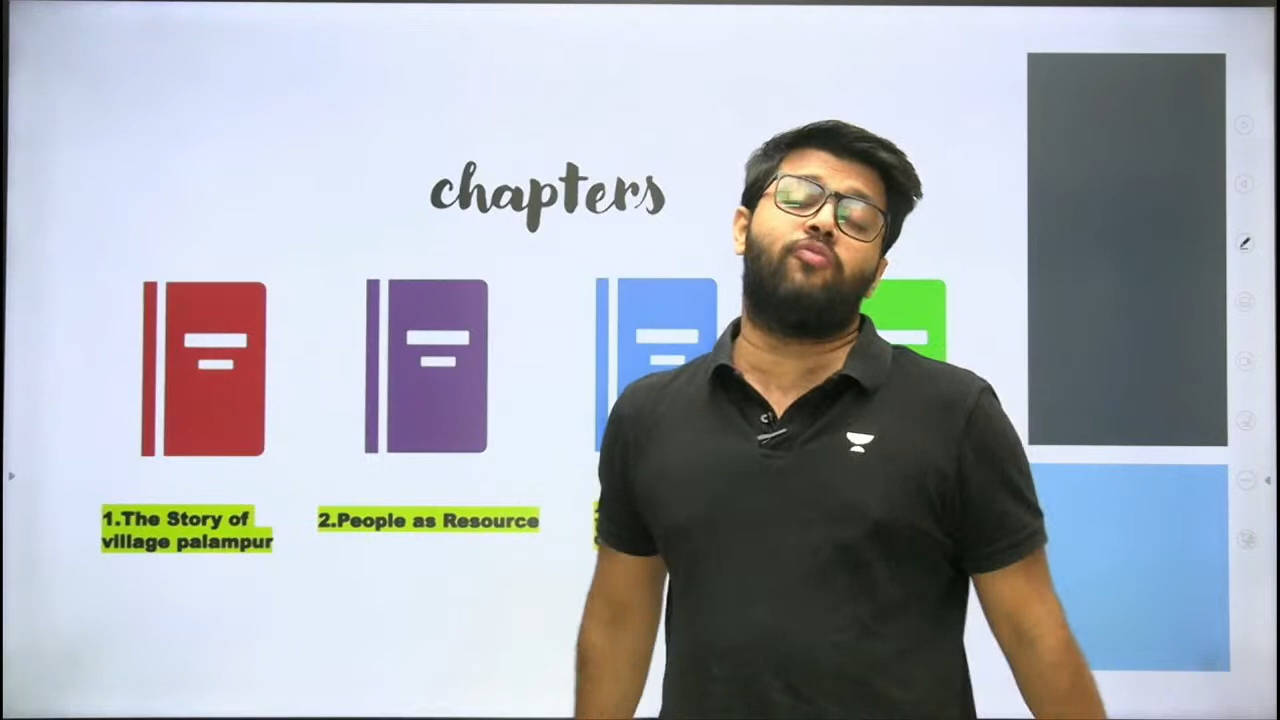 chapters
1.The Story of
village palampur
2.People as Resource